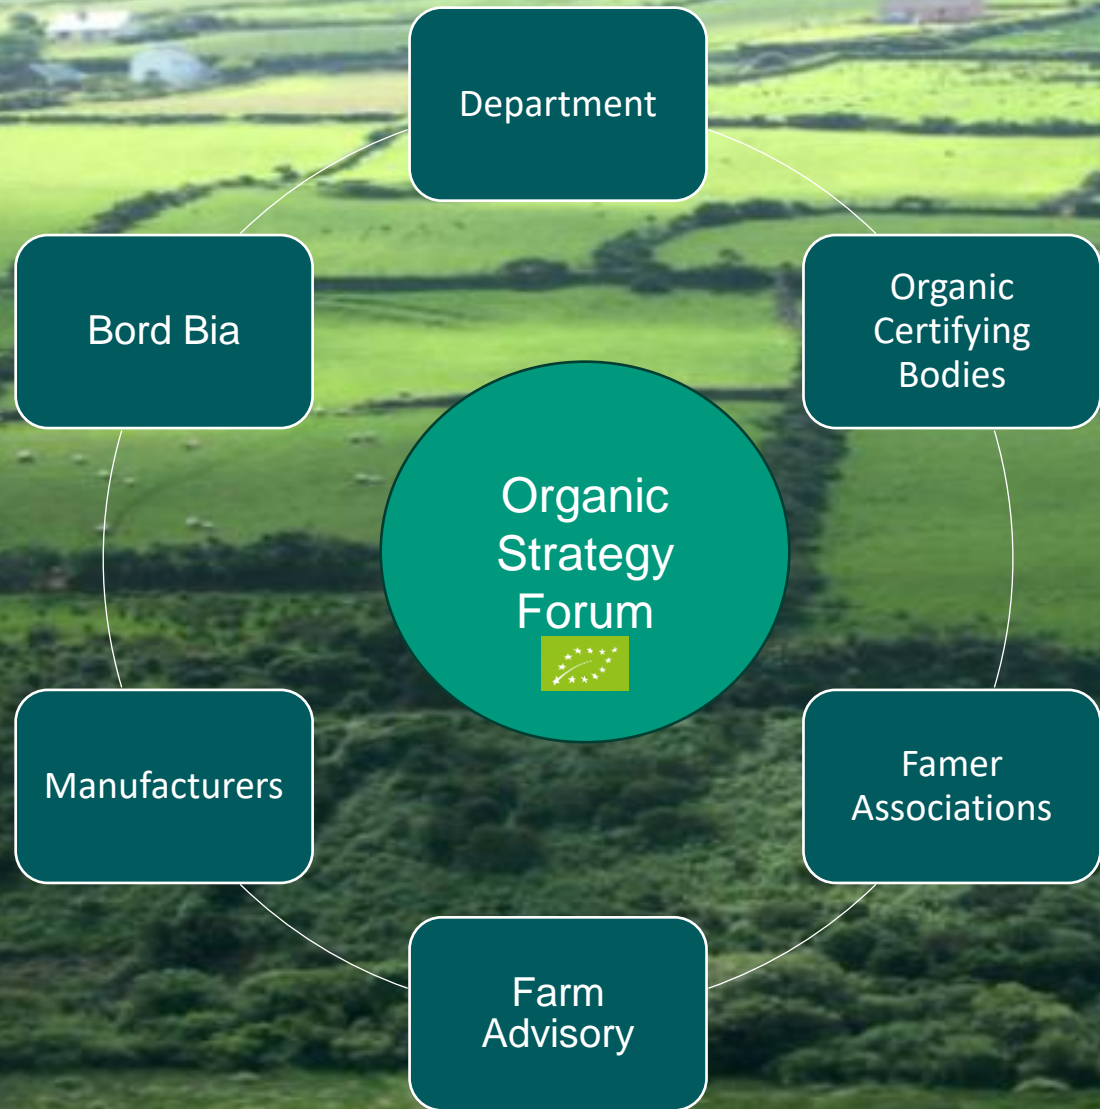 Department
Organic
Certifying
Bodies
Famer
Associations
Farm
Advisory
Manufacturers
Bord Bia
Organic
Strategy
Forum